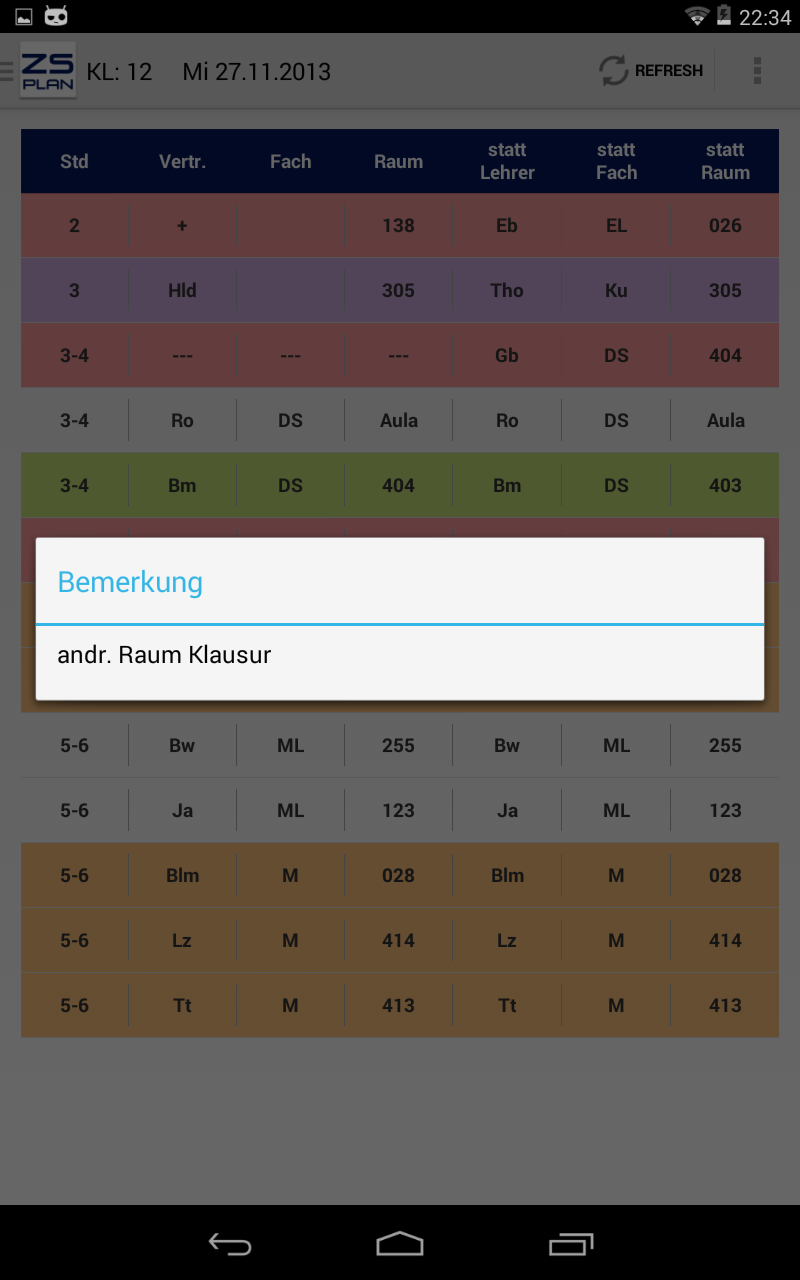 22:34
ZS PLAN KL: 12 Mi 27.11.2013 REFRESH
Std Vertr. Fach Raum statt Lehrer statt Fach statt Raum
2 + 138 Eb EL 026
3 Hld 305 Tho Ku 305
3-4 --- --- --- Gb DS 404
3-4 Ro DS Aula Ro DS Aula
3-4 Bm DS 404 Bm DS 403
Bemerkung
andr. Raum Klausur
5-6 Bw ML 255 Bw ML 255
5-6 Ja ML 123 Ja ML 123
5-6 Blm M 028 Blm M 028
5-6 Lz M 414 Lz M 414
5-6 Tt M 413 Tt M 413